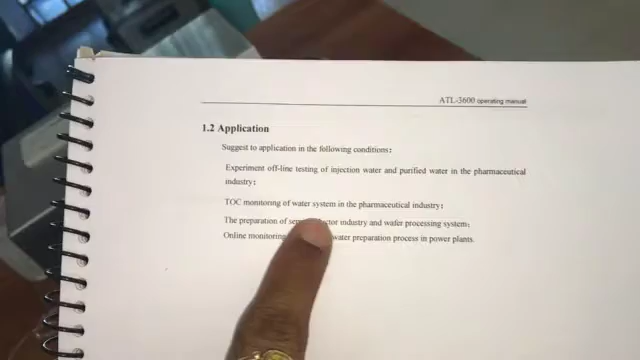 ATL-3600 operating manual
1.2 Application
Suggest to application in the following conditions:
Experiment off-line testing of injection water and purified water in the pharmaceutical
industry;
TOC monitoring of water system in the pharmaceutical industry;
The preparation of industry and wafer processing system;
Online monitoring water preparation process in power plants.